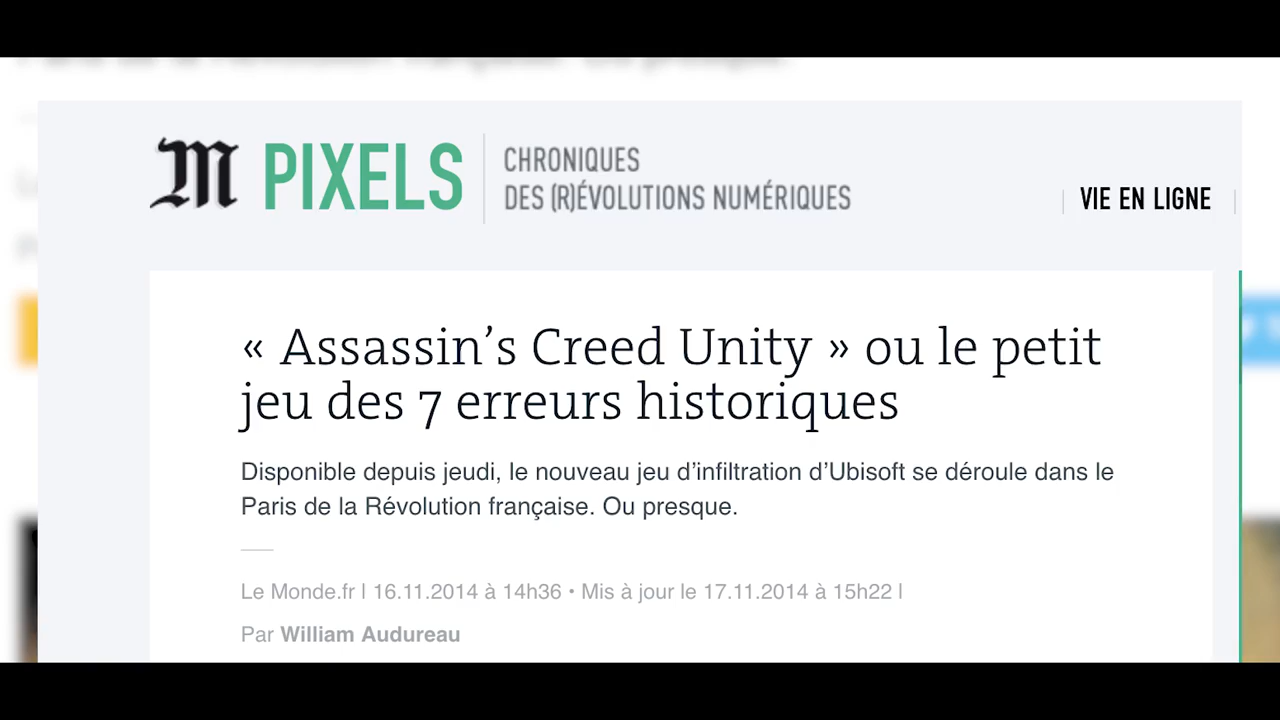 M PIXELS
CHRONIQUES
DES (R)ÉVOLUTIONS NUMÉRIQUES
VIE EN LIGNE
« Assassin’s Creed Unity » ou le petit
jeu des 7 erreurs historiques
Disponible depuis jeudi, le nouveau jeu d’infiltration d’Ubisoft se déroule dans le
Paris de la Révolution française. Ou presque.
Le Monde.fr | 16.11.2014 à 14h36 • Mis à jour le 17.11.2014 à 15h22 |
Par William Audureau